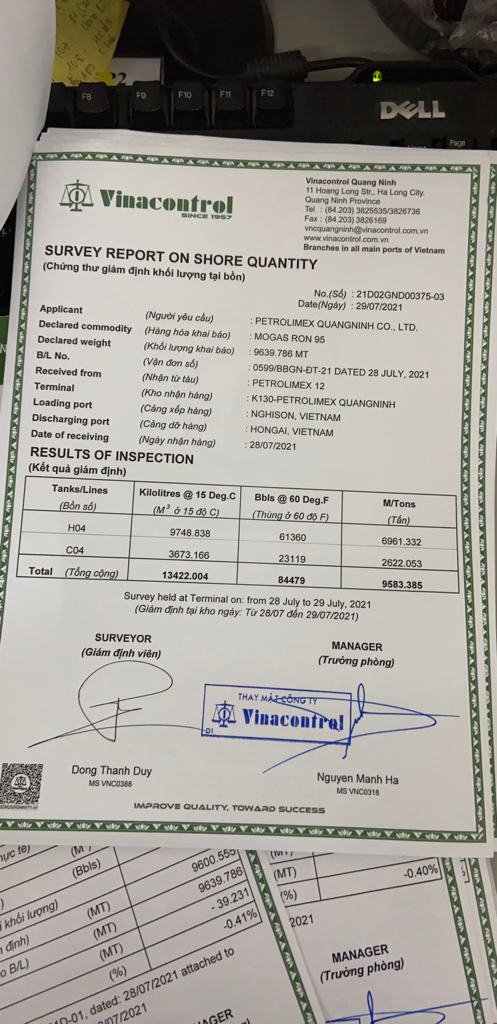 F8
F9
F10
F11
F12
DELL
Page
Vinacontrol
SINCE 1957
Vinacontrol Quang Ninh
11 Hoang Long Str., Ha Long City.
Quang Ninh Province
Tel : (84.203) 3825535/3826736
Fax : (84.203) 3826169
vncquangninh@vinacontrol.com.vn
www.vinacontrol.com.vn
Branches in all main ports of Vietnam
SURVEY REPORT ON SHORE QUANTITY
(Chứng thư giám định khối lượng tại bồn)
No.(Số) : 21D02GND00375-03
Date(Ngày) : 29/07/2021
Applicant (Người yêu cầu) : PETROLIMEX QUANGNINH CO., LTD.
Declared commodity (Hàng hóa khai báo) : MOGAS RON 95
Declared weight (Khối lượng khai báo) : 9639.786 MT
B/L No. (Vận đơn số) : 0599/BBGN-ĐT-21 DATED 28 JULY, 2021
Received from (Nhận từ tàu) : PETROLIMEX 12
Terminal (Kho nhận hàng) : K130-PETROLIMEX QUANGNINH
Loading port (Cảng xếp hàng) : NGHISON, VIETNAM
Discharging port (Cảng dỡ hàng) : HONGAI, VIETNAM
Date of receiving (Ngày nhận hàng) : 28/07/2021
RESULTS OF INSPECTION
(Kết quả giám định)
Tanks/Lines Kilolitres @ 15 Deg.C Bbls @ 60 Deg.F M/Tons
(Bồn số) (M³ ở 15 độ C) (Thùng ở 60 độ F) (Tấn)
H04 9748.838 61360 6961.332
C04 3673.166 23119 2622.053
Total (Tổng cộng) 13422.004 84479 9583.385
Survey held at Terminal on: from 28 July to 29 July, 2021
(Giám định tại kho ngày: Từ 28/07 đến 29/07/2021)
SURVEYOR
(Giám định viên)
MANAGER
(Trưởng phòng)
THAY MẶT CÔNG TY
Vinacontrol
01
Dong Thanh Duy
MS VNC0388
Nguyen Manh Ha
MS VNC0318
IMPROVE QUALITY, TOWARD SUCCESS
(Bbls)
khối lượng) (MT) 9600.555
định) (MT) 9639.786
o B/L) (MT) - 39.231
(%) -0.41%
1D-01, dated: 28/07/2021 attached to
/07/2021
(MT)
(%) -0.40%
2021
MANAGER
(Trưởng phòng)